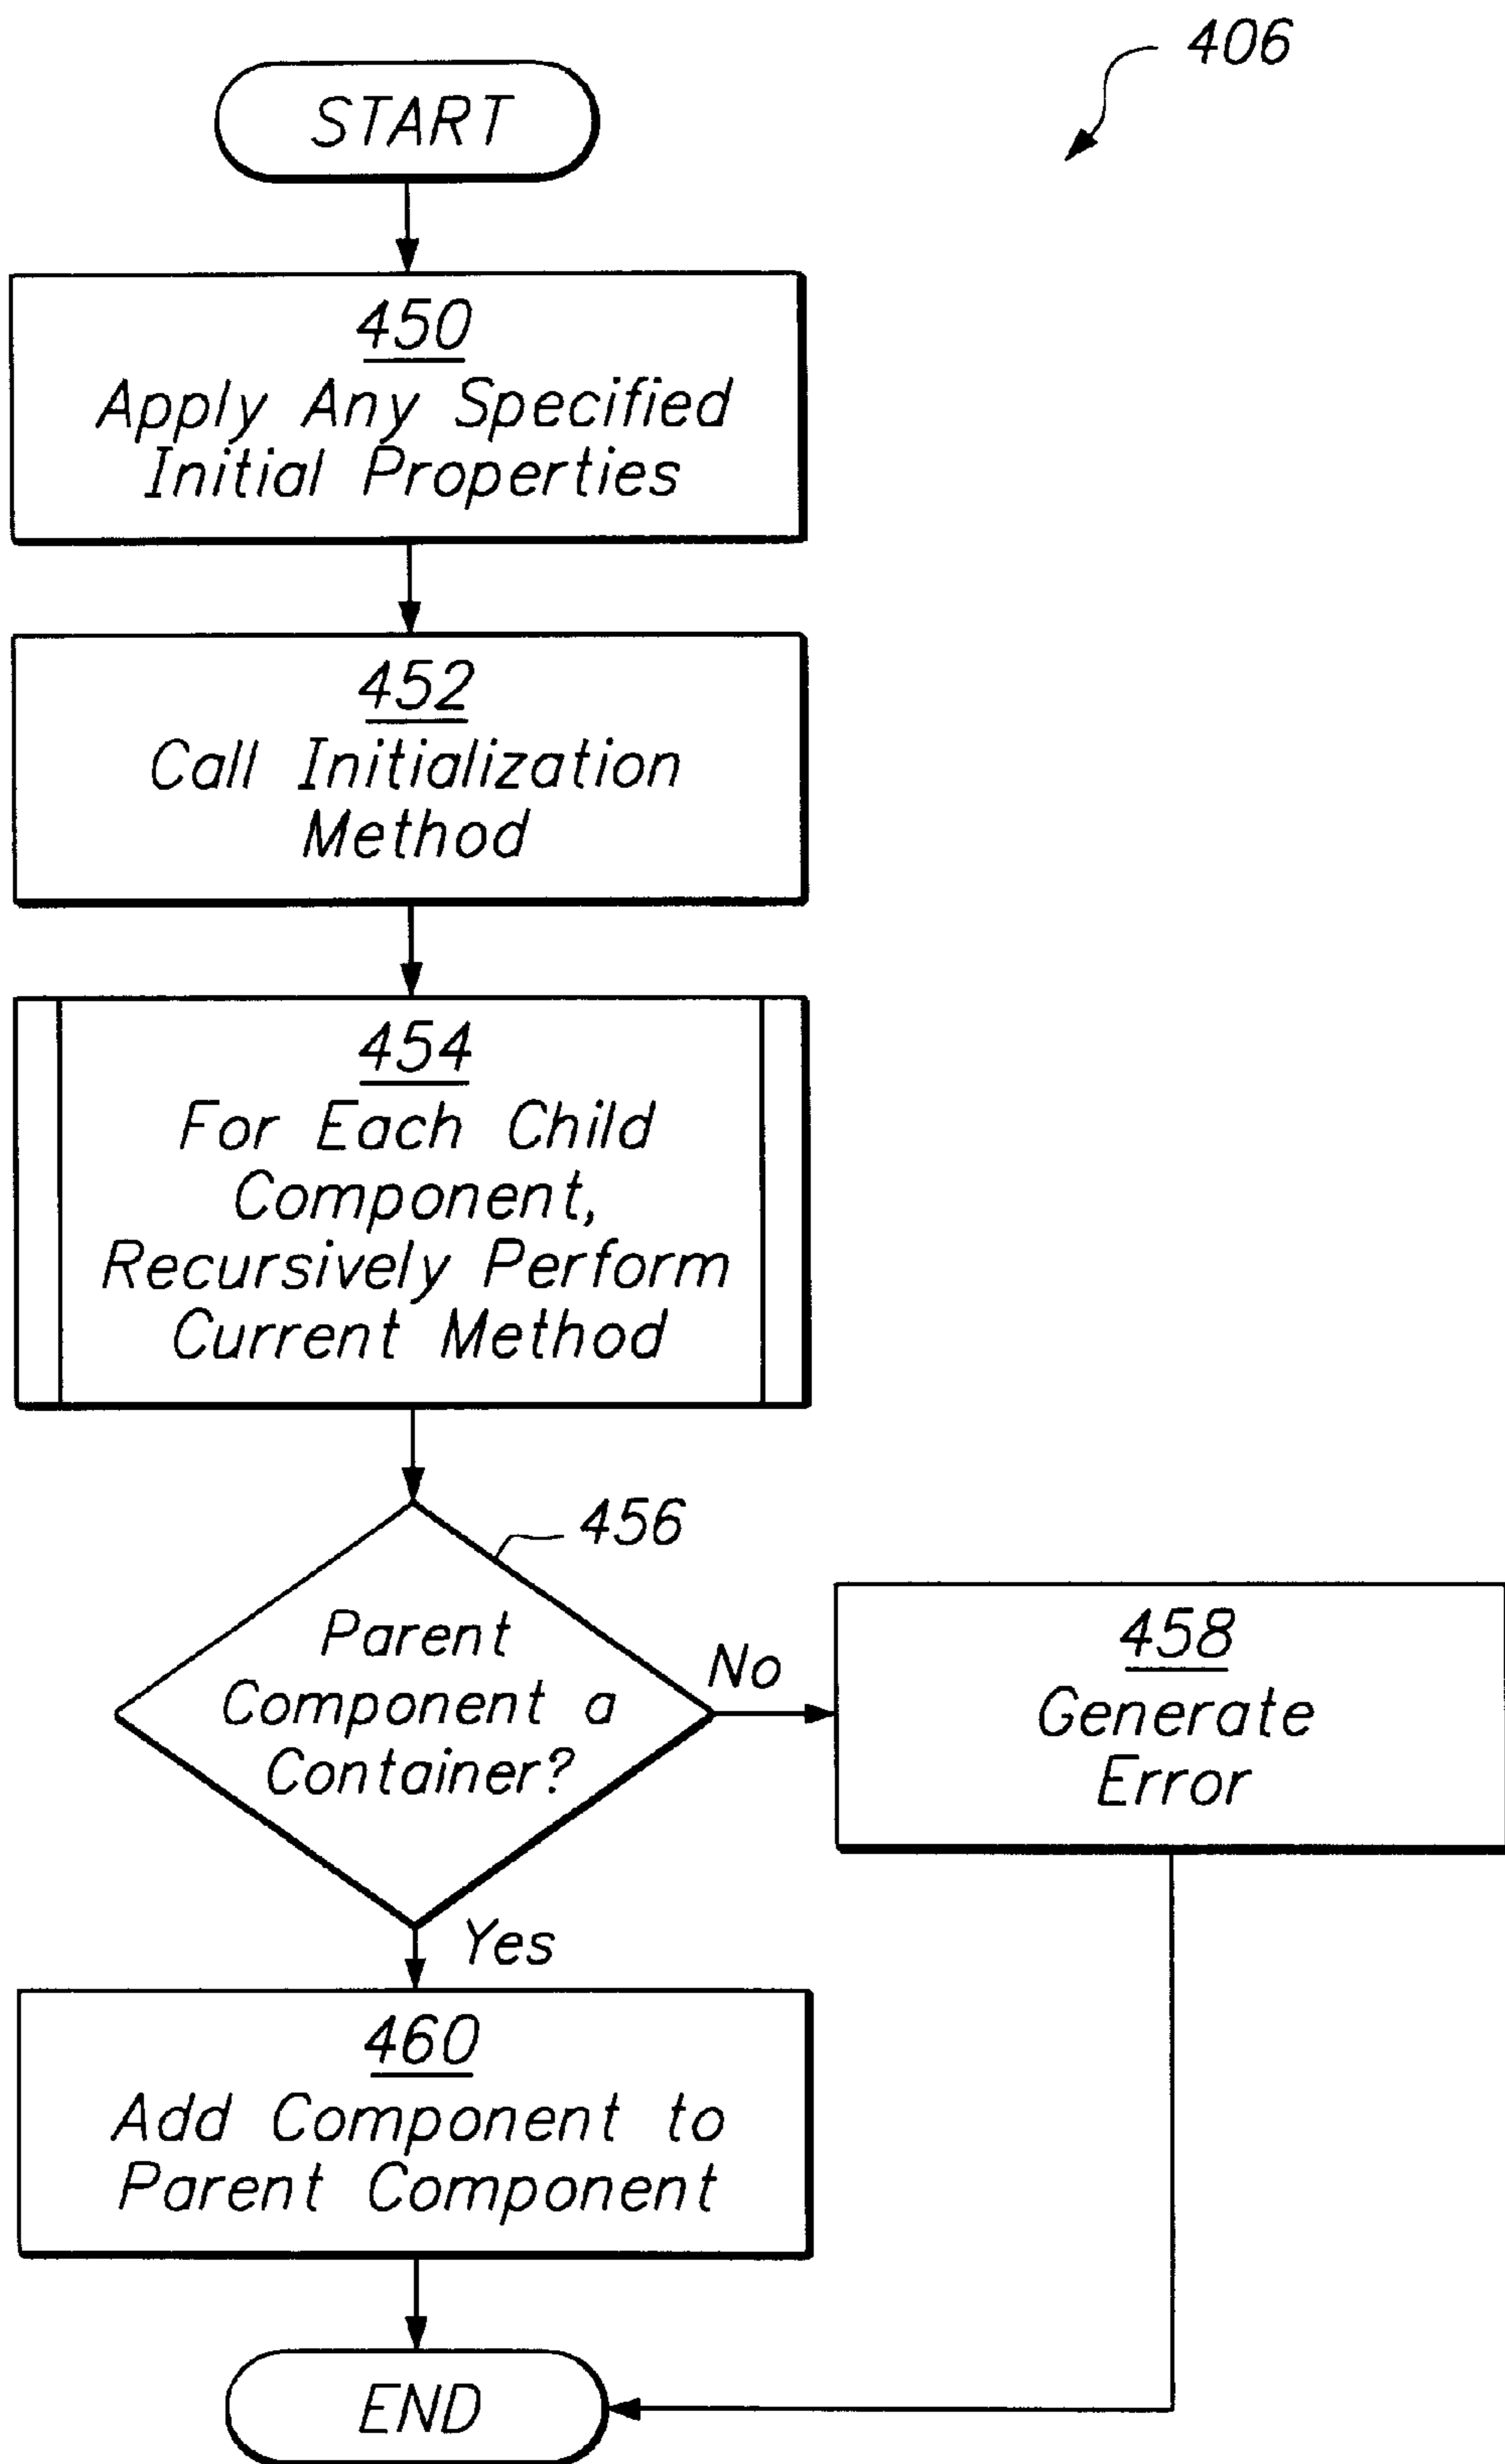 406
START
450
Apply Any Specified
Initial Properties
452
Call Initialization
Method
454
For Each Child
Component,
Recursively Perform
Current Method
456
Parent
Component a
Container?
No
458
Generate
Error
Yes
460
Add Component to
Parent Component
END